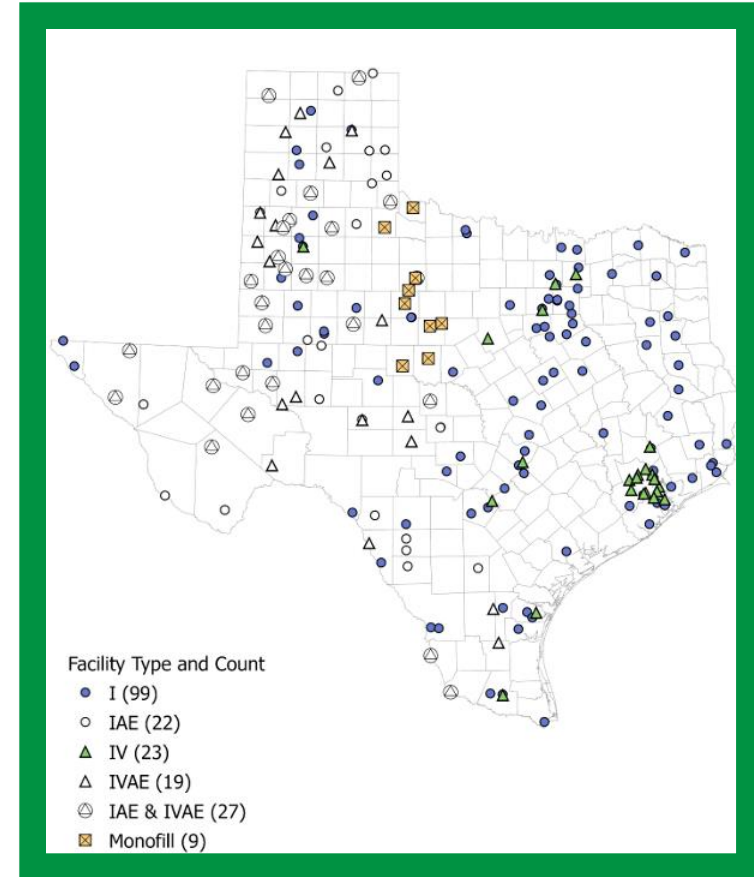 Facility Type and Count
I (99)
IAE (22)
IV (23)
IVAE (19)
IAE & IVAE (27)
Monofill (9)